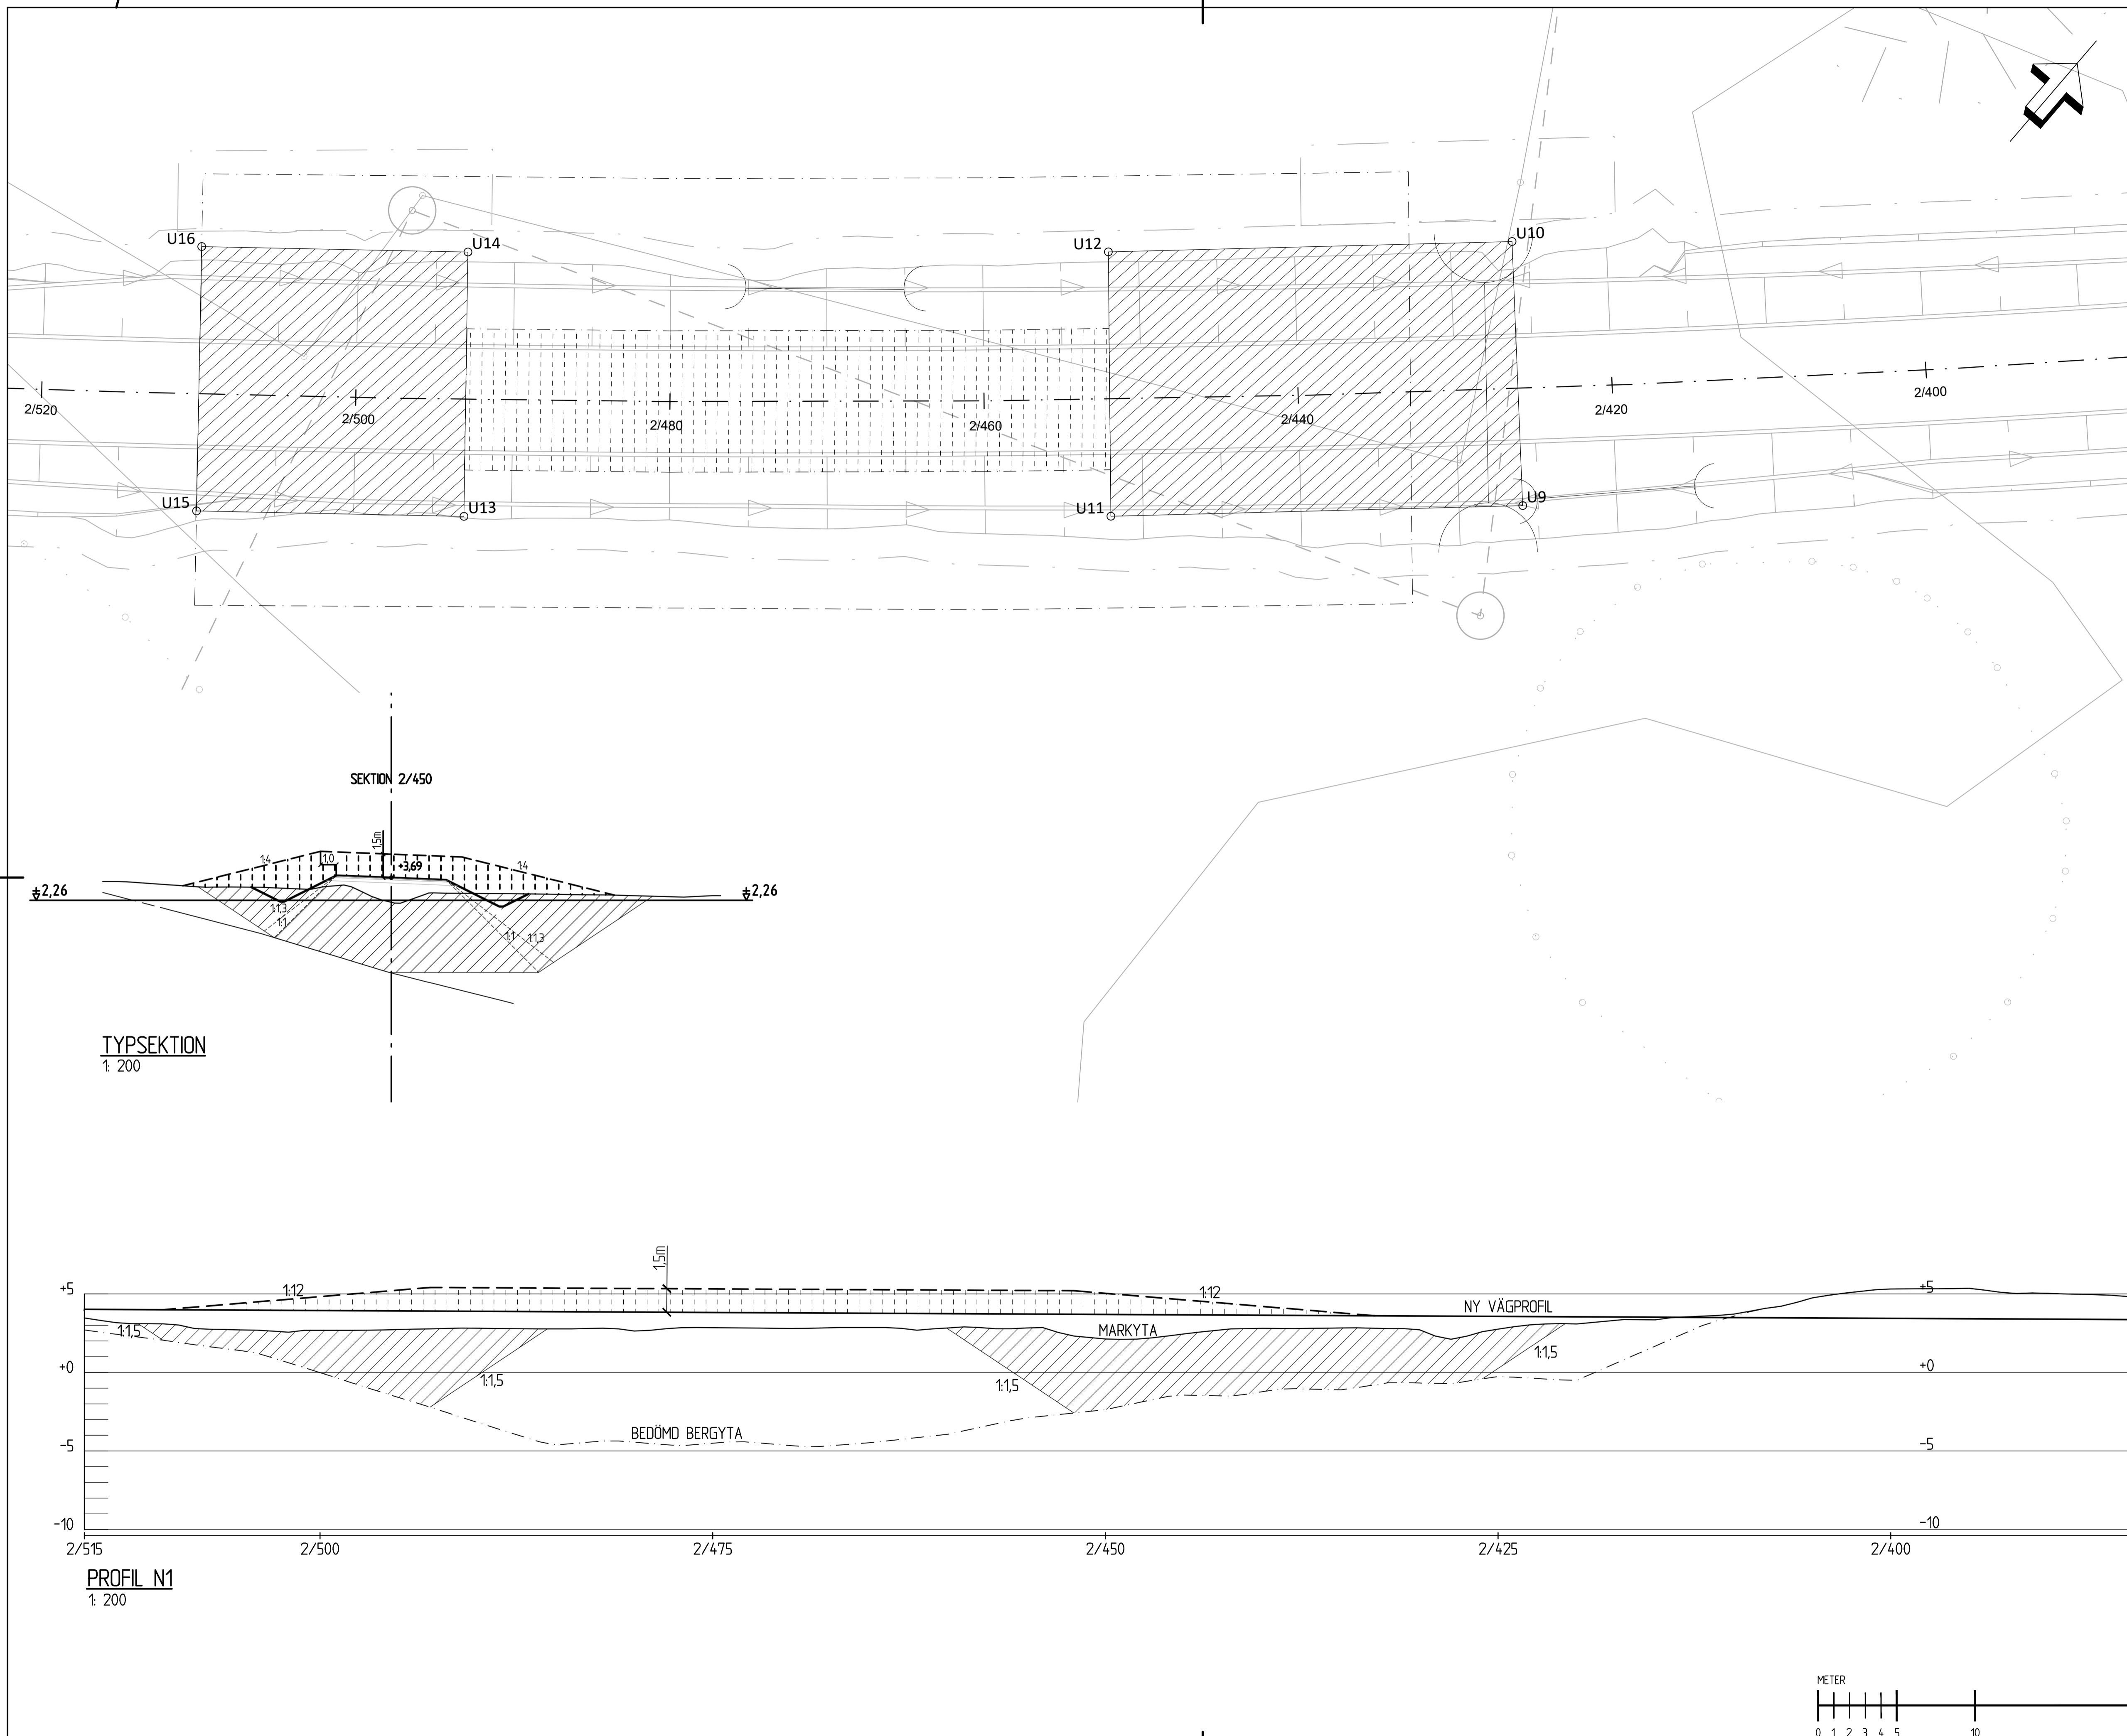 U16
U14
U12
U10
2/520
2/500
2/480
2/460
2/440
2/420
2/400
U15
U13
U11
U9
SEKTION 2/450
1,5m
1:4
1,0
1:4
+3,69
+2,26
+2,26
1:1,3
1:1
1:1
1:1,3
TYPSEKTION
1: 200
1,5m
+5
1:12
1:12
+5
NY VÄGPROFIL
1:1,5
MARKYTA
1:1,5
+0
+0
1:1,5
1:1,5
BEDÖMD BERGYTA
-5
-5
-10
-10
2/515
2/500
2/475
2/450
2/425
2/400
PROFIL N1
1: 200
METER
0 1 2 3 4 5 10